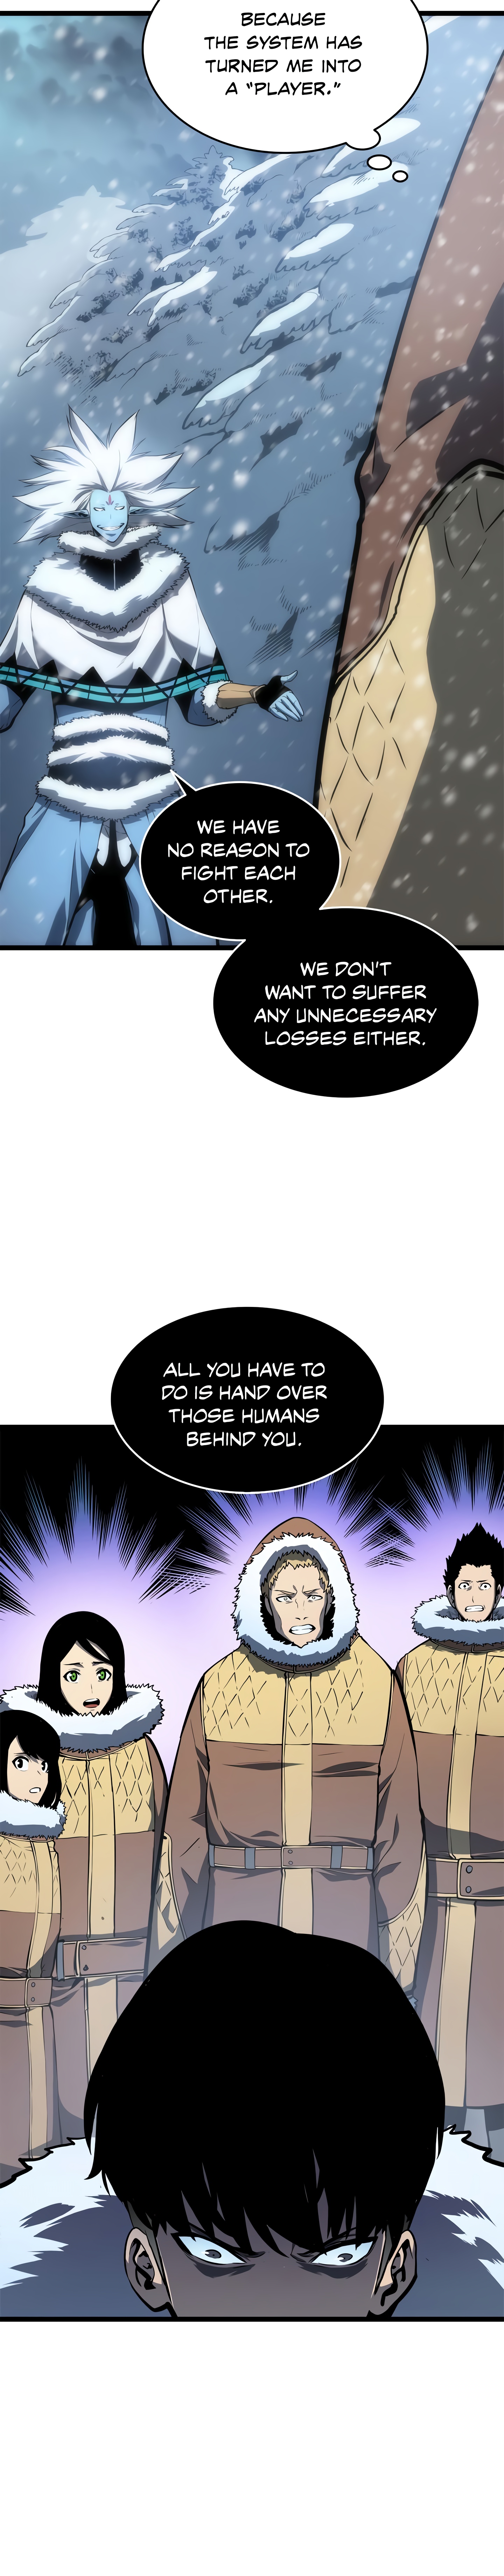 BECAUSE
THE SYSTEM HAS
TURNED ME INTO
A "PLAYER."
WE HAVE
NO REASON TO
FIGHT EACH
OTHER.
WE DON'T
WANT TO SUFFER
ANY UNNECESSARY
LOSSES EITHER.
ALL YOU HAVE TO
DO IS HAND OVER
THOSE HUMANS
BEHIND YOU.